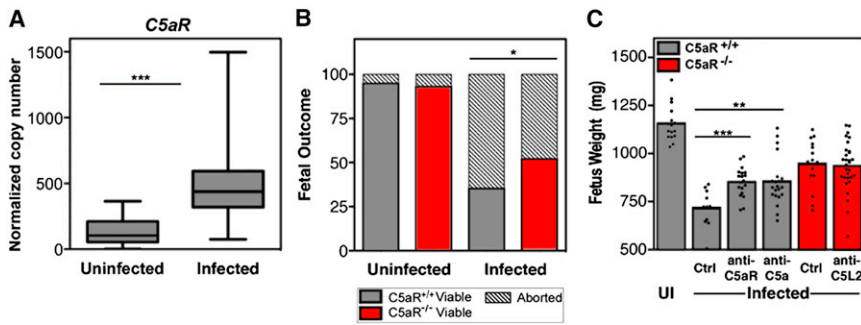 A
C5aR
Normalized copy number
1500
1000
500
0
***
Uninfected
Infected
B
Fetal Outcome
100
75
50
25
0
*
Uninfected
Infected
C5aR+/+ Viable
C5aR-/- Viable
Aborted
C
C5aR +/+
C5aR -/-
Fetus Weight (mg)
1500
1250
1000
750
500
**
***
Ctrl
anti-
C5aR
anti-
C5a
Ctrl
anti-
C5L2
UI
Infected